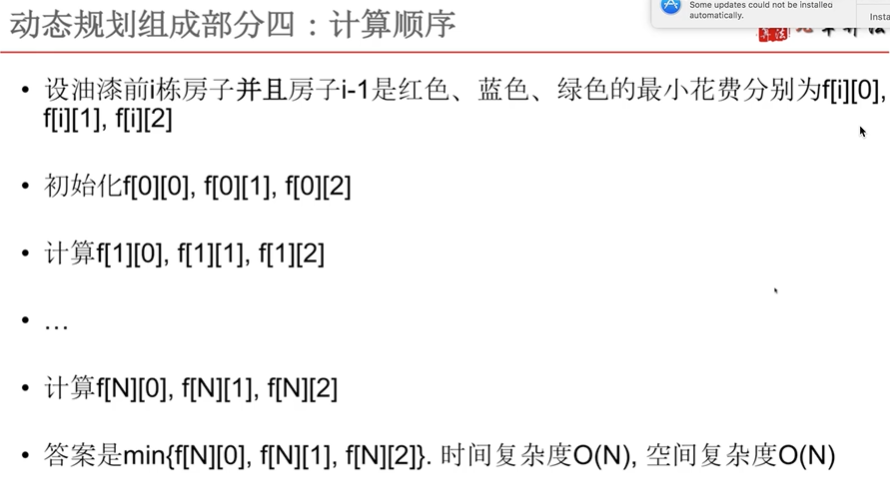 动态规划组成部分四：计算顺序
Some updates could not be installed
automatically.
Insta
算法
• 设油漆前i栋房子并且房子i-1是红色、蓝色、绿色的最小花费分别为f[i][0],
f[i][1], f[i][2]
• 初始化f[0][0], f[0][1], f[0][2]
• 计算f[1][0], f[1][1], f[1][2]
• …
• 计算f[N][0], f[N][1], f[N][2]
• 答案是min{f[N][0], f[N][1], f[N][2]}. 时间复杂度O(N), 空间复杂度O(N)